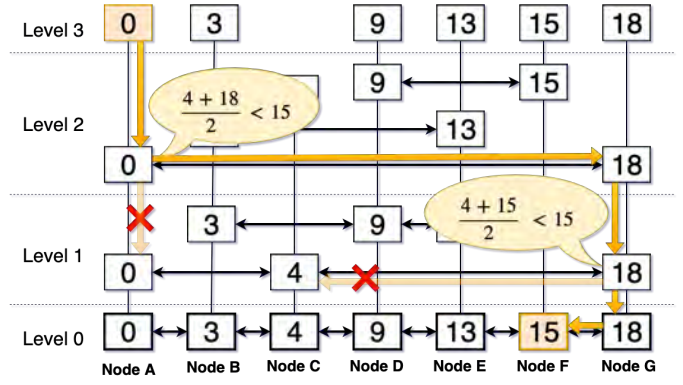 Level 3
0 3 9 13 15 18
9 15
4 + 18
2
< 15
Level 2
13
0 18
4 + 15
2
< 15
3 9
Level 1
0 4 18
Level 0
0 3 4 9 13 15 18
Node A Node B Node C Node D Node E Node F Node G